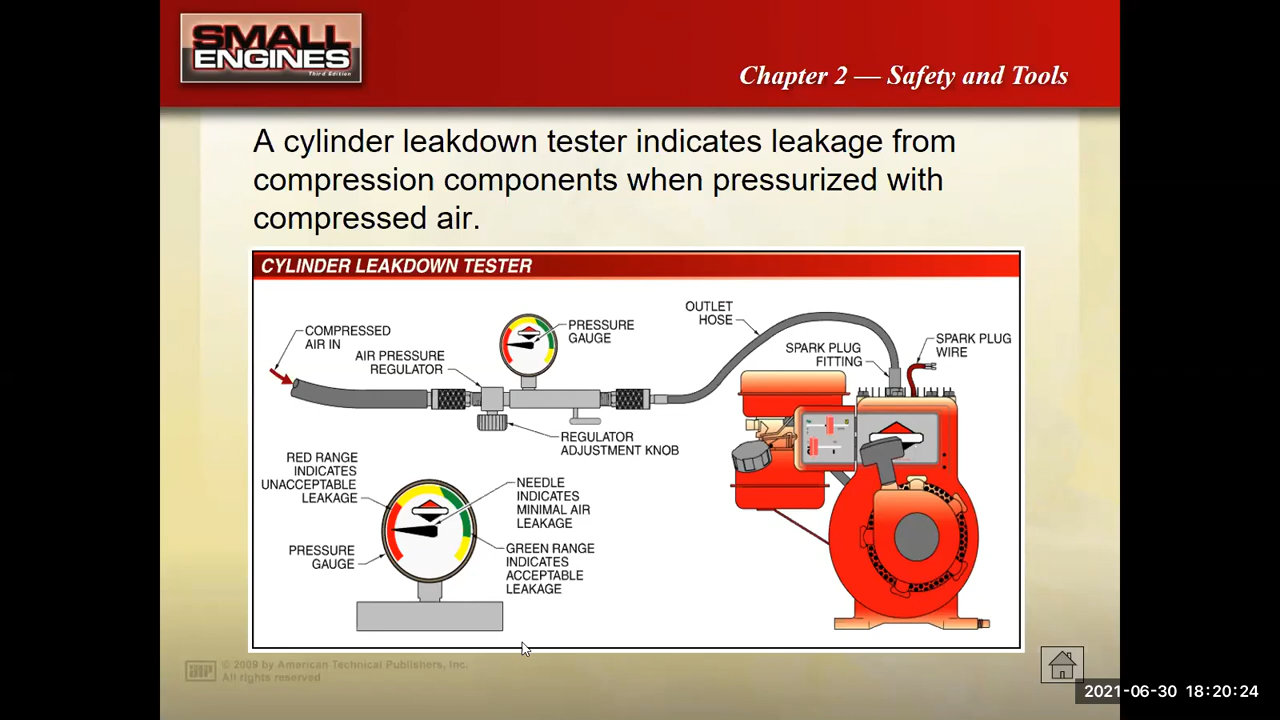 SMALL
ENGINES
Third Edition
Chapter 2 — Safety and Tools
A cylinder leakdown tester indicates leakage from
compression components when pressurized with
compressed air.
CYLINDER LEAKDOWN TESTER
COMPRESSED
AIR IN
AIR PRESSURE
REGULATOR
PRESSURE
GAUGE
OUTLET
HOSE
SPARK PLUG
FITTING
SPARK PLUG
WIRE
REGULATOR
ADJUSTMENT KNOB
RED RANGE
INDICATES
UNACCEPTABLE
LEAKAGE
NEEDLE
INDICATES
MINIMAL AIR
LEAKAGE
PRESSURE
GAUGE
GREEN RANGE
INDICATES
ACCEPTABLE
LEAKAGE
© 2009 by American Technical Publishers, Inc.
All rights reserved
2021-06-30 18:20:24